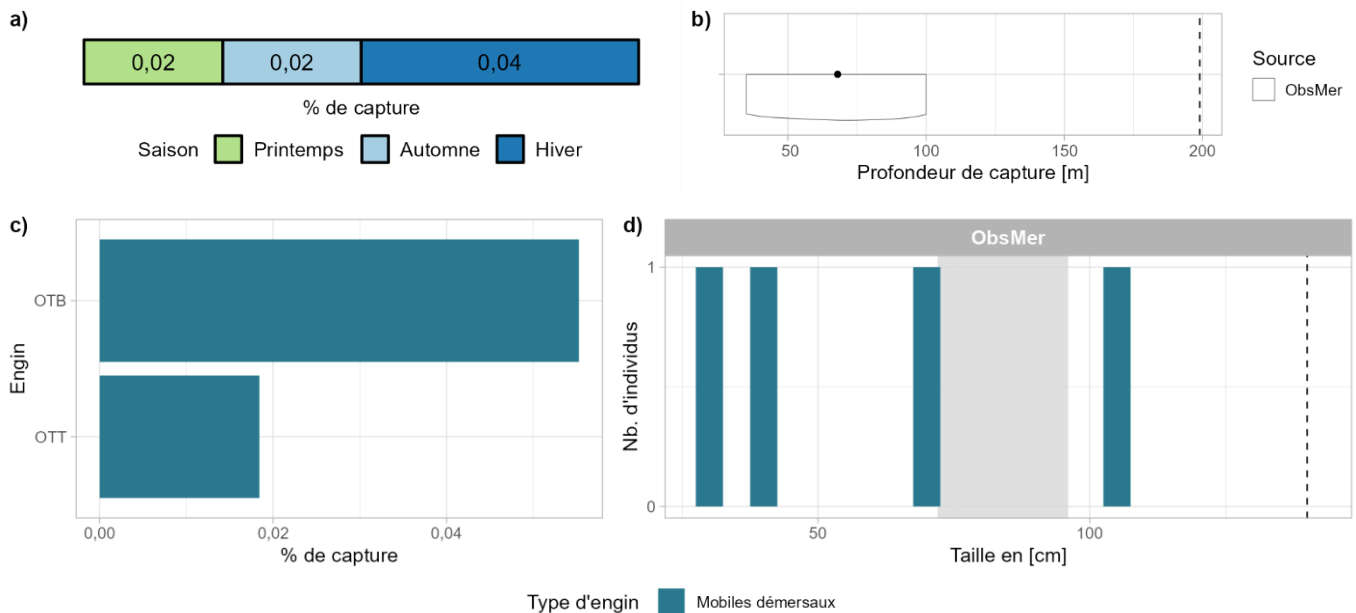 a)
0,02 0,02 0,04
% de capture
Saison Printemps Automne Hiver
b)
50 100 150 200
Profondeur de capture [m]
Source
ObsMer
c)
Engin
OTB
OTT
0,00 0,02 0,04
% de capture
d)
ObsMer
Nb. d'individus
1
0
50 100
Taille en [cm]
Type d'engin Mobiles démersaux